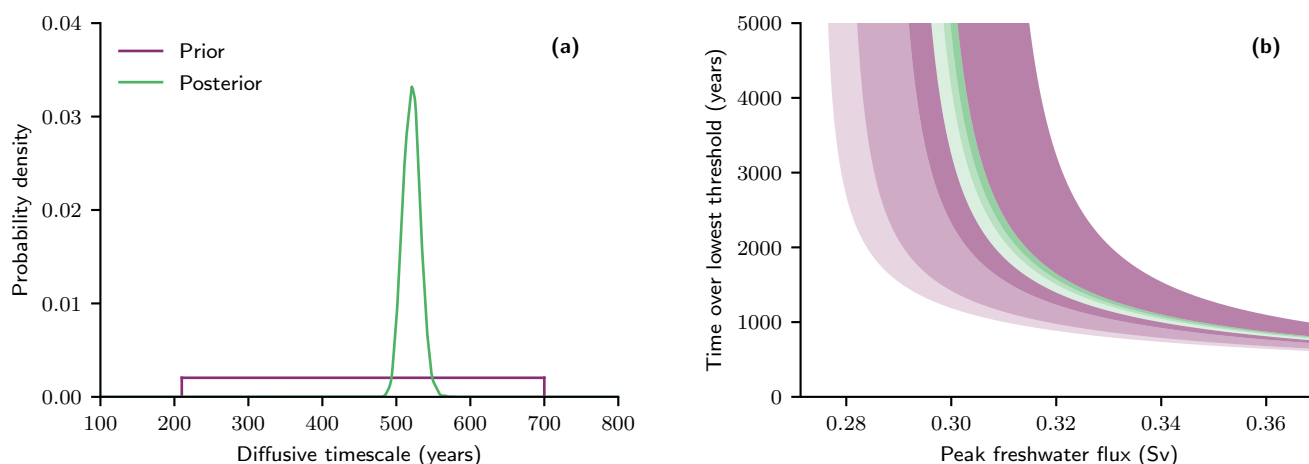 0.04
0.03
0.02
0.01
0.00
Probability density
Prior
Posterior
(a)
100 200 300 400 500 600 700 800
Diffusive timescale (years)
5000
4000
3000
2000
1000
0
Time over lowest threshold (years)
(b)
0.28 0.30 0.32 0.34 0.36
Peak freshwater flux (Sv)